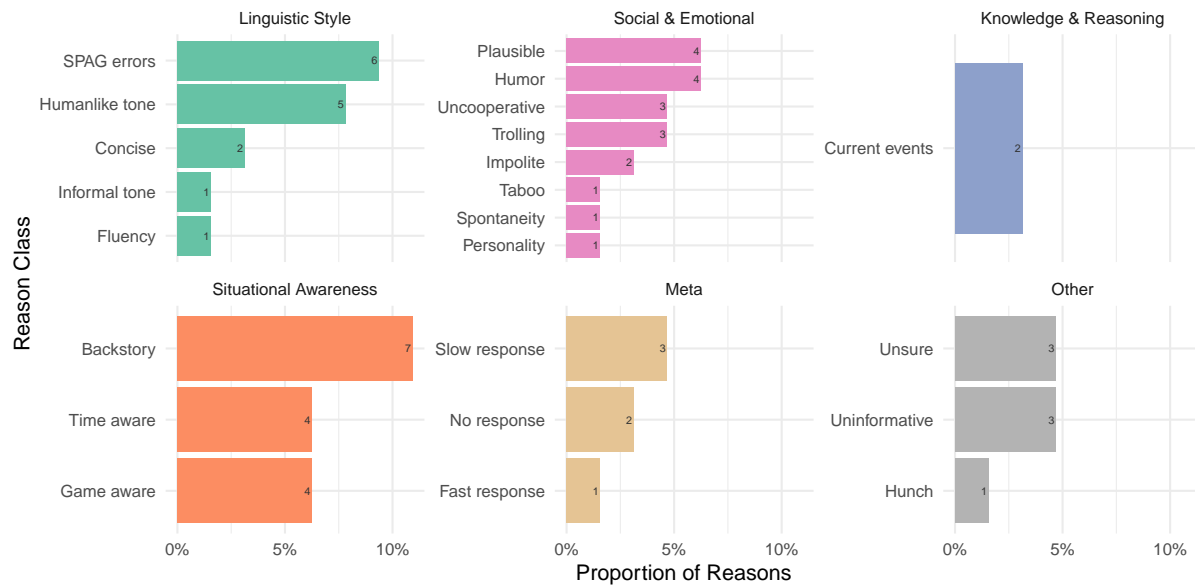 Linguistic Style
SPAG errors
6
Humanlike tone
5
Concise
2
Informal tone
1
Fluency
1
Social & Emotional
Plausible
4
Humor
4
Uncooperative
3
Trolling
3
Impolite
2
Taboo
1
Spontaneity
1
Personality
1
Knowledge & Reasoning
Current events
2
Reason Class
Situational Awareness
Backstory
7
Time aware
4
Game aware
4
0% 5% 10%
Meta
Slow response
3
No response
2
Fast response
1
0% 5% 10%
Other
Unsure
3
Uninformative
3
Hunch
1
0% 5% 10%
Proportion of Reasons